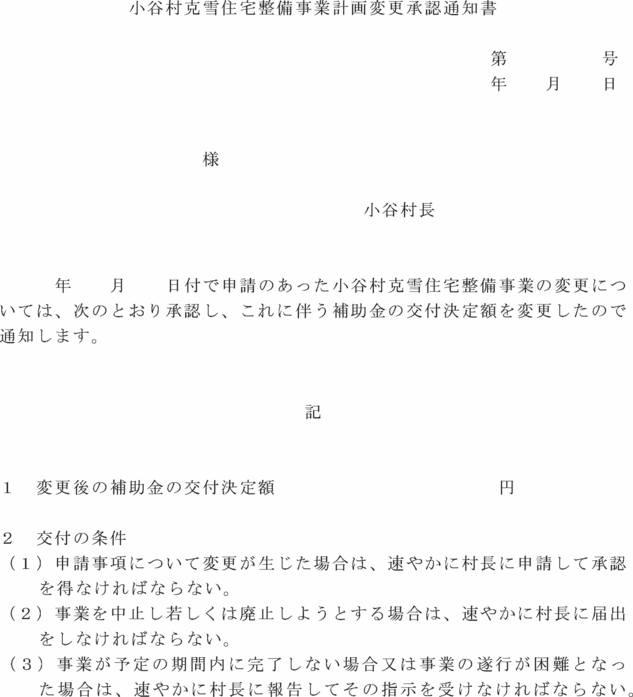 小谷村克雪住宅整備事業計画変更承認通知書
第　　　　　号
年　　月　　日
様
小谷村長
年　　月　　日付で申請のあった小谷村克雪住宅整備事業の変更につ
いては、次のとおり承認し、これに伴う補助金の交付決定額を変更したので
通知します。
記
１　変更後の補助金の交付決定額　　　　　　　　　　　　円
２　交付の条件
（１）申請事項について変更が生じた場合は、速やかに村長に申請して承認
を得なければならない。
（２）事業を中止し若しくは廃止しようとする場合は、速やかに村長に届出
をしなければならない。
（３）事業が予定の期間内に完了しない場合又は事業の遂行が困難となっ
た場合は、速やかに村長に報告してその指示を受けなければならない。